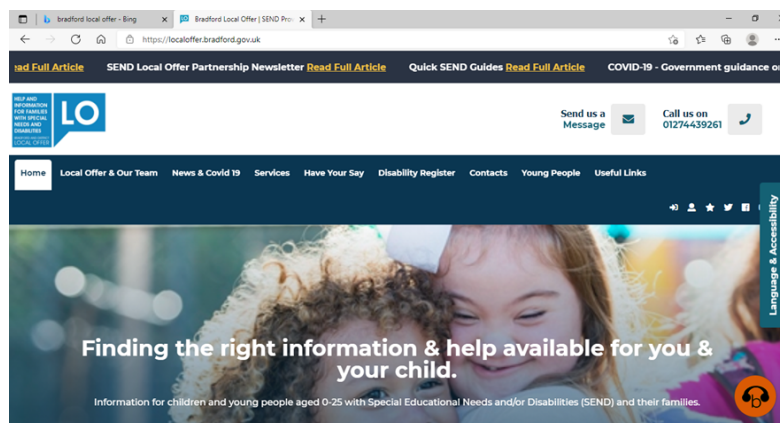 bradford local offer - Bing
Bradford Local Offer | SEND Prov
https://localoffer.bradford.gov.uk
Read Full Article
SEND Local Offer Partnership Newsletter Read Full Article
Quick SEND Guides Read Full Article
COVID-19 - Government guidance
HELP AND
INFORMATION
FOR FAMILIES
WITH SPECIAL
NEEDS AND
DISABILITIES
LOCAL OFFER
LO
Send us a
Message
Call us on
01274439261
Home Local Offer & Our Team News & Covid 19 Services Have Your Say Disability Register Contacts Young People Useful Links
Language & Accessibility
Finding the right information & help available for you &
your child.
Information for children and young people aged 0-25 with Special Educational Needs and/or Disabilities (SEND) and their families.